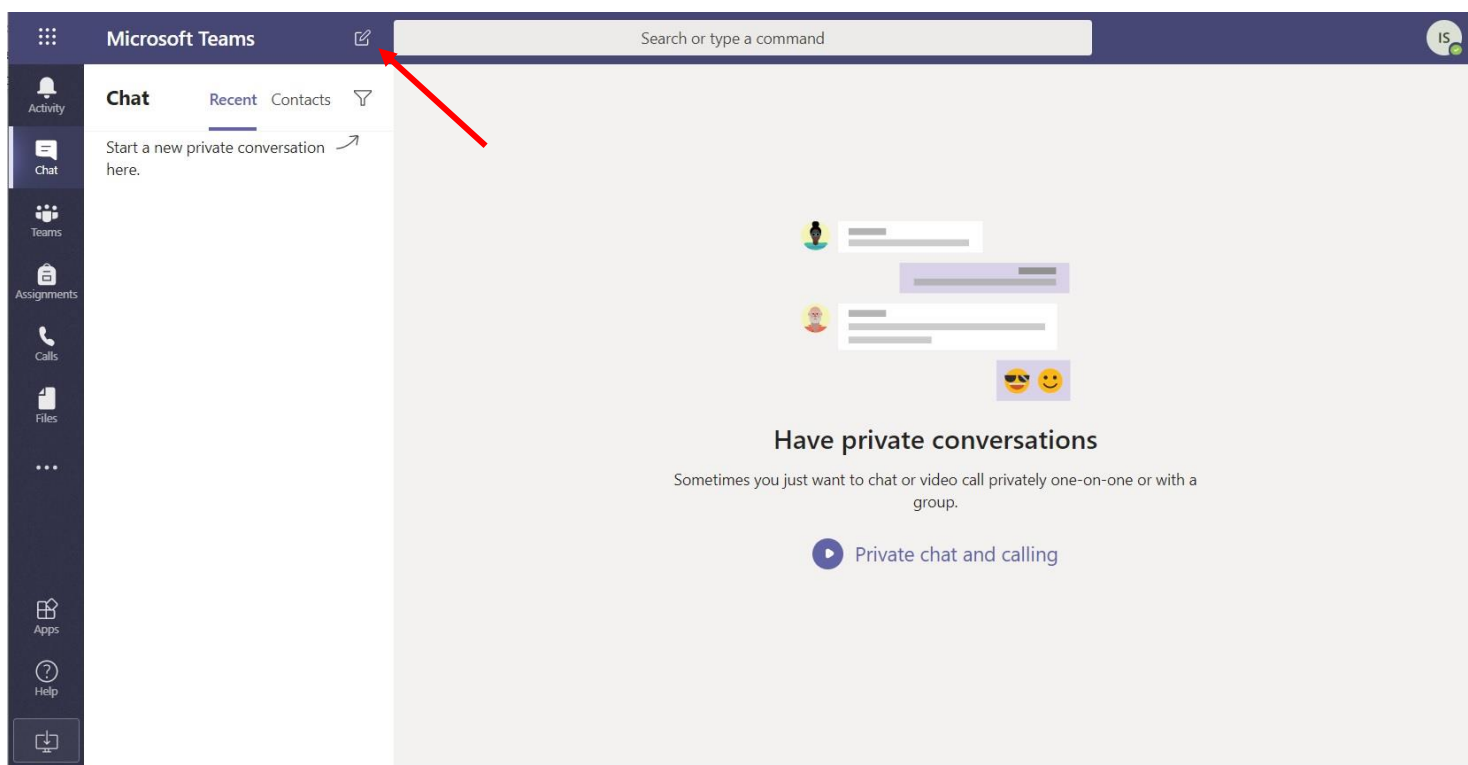 Microsoft Teams
Search or type a command
IS
Activity
Chat
Teams
Assignments
Calls
Files
Apps
Help
Chat Recent Contacts
Start a new private conversation
here.
Have private conversations
Sometimes you just want to chat or video call privately one-on-one or with a
group.
Private chat and calling